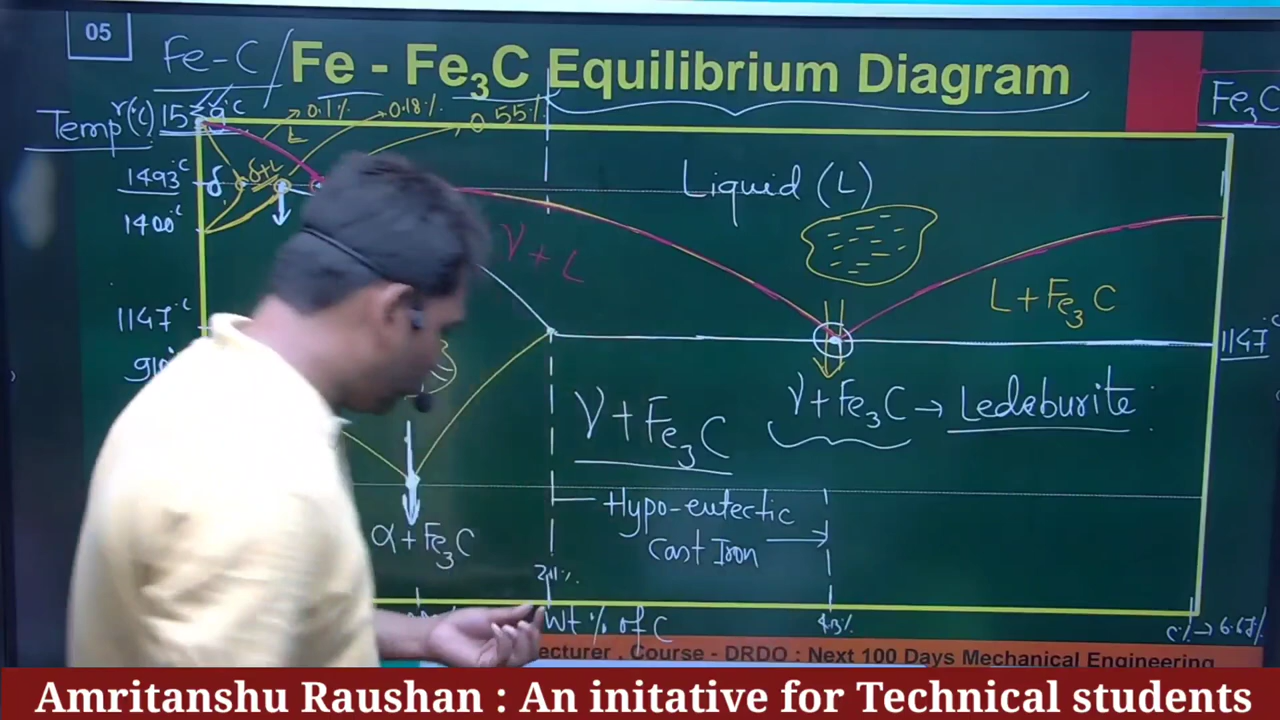 05
Fe-C / Fe - Fe₃C Equilibrium Diagram
Fe₃C
Temp
0.1%
0.18%
0.55%
Liquid (L)
1493°C
δ
δ+L
1400°C
γ+L
L+Fe₃C
1147°C
1147°C
γ+Fe₃C
γ+Fe₃C → Ledeburite
Hypo-eutectic
Cast Iron
α+Fe₃C
2.11%
Wt % of C
4.3%
C% → 6.67%
ecturer , Course - DRDO : Next 100 Days Mechanical Engineering
Amritanshu Raushan : An initative for Technical students